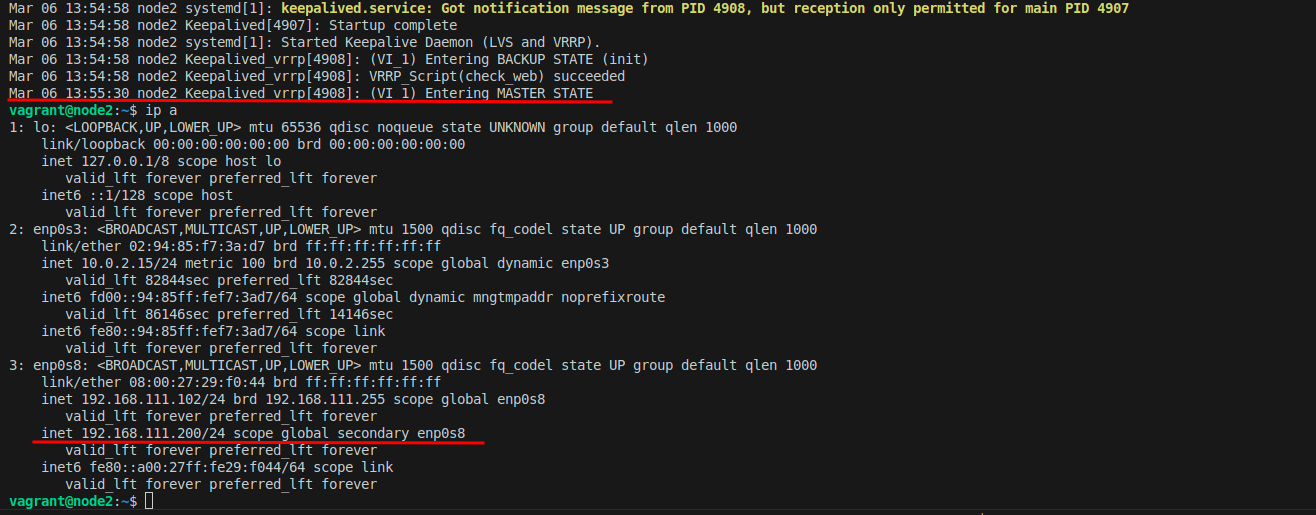 Mar 06 13:54:58 node2 systemd[1]: keepalived.service: Got notification message from PID 4908, but reception only permitted for main PID 4907
Mar 06 13:54:58 node2 Keepalived[4907]: Startup complete
Mar 06 13:54:58 node2 systemd[1]: Started Keepalive Daemon (LVS and VRRP).
Mar 06 13:54:58 node2 Keepalived_vrrp[4908]: (VI_1) Entering BACKUP STATE (init)
Mar 06 13:54:58 node2 Keepalived_vrrp[4908]: VRRP_Script(check_web) succeeded
Mar 06 13:55:30 node2 Keepalived_vrrp[4908]: (VI_1) Entering MASTER STATE
vagrant@node2:~$ ip a
1: lo: <LOOPBACK,UP,LOWER_UP> mtu 65536 qdisc noqueue state UNKNOWN group default qlen 1000
    link/loopback 00:00:00:00:00:00 brd 00:00:00:00:00:00
    inet 127.0.0.1/8 scope host lo
       valid_lft forever preferred_lft forever
    inet6 ::1/128 scope host
       valid_lft forever preferred_lft forever
2: enp0s3: <BROADCAST,MULTICAST,UP,LOWER_UP> mtu 1500 qdisc fq_codel state UP group default qlen 1000
    link/ether 02:94:85:f7:3a:d7 brd ff:ff:ff:ff:ff:ff
    inet 10.0.2.15/24 metric 100 brd 10.0.2.255 scope global dynamic enp0s3
       valid_lft 82844sec preferred_lft 82844sec
    inet6 fd00::94:85ff:fef7:3ad7/64 scope global dynamic mngtmpaddr noprefixroute
       valid_lft 86146sec preferred_lft 14146sec
    inet6 fe80::94:85ff:fef7:3ad7/64 scope link
       valid_lft forever preferred_lft forever
3: enp0s8: <BROADCAST,MULTICAST,UP,LOWER_UP> mtu 1500 qdisc fq_codel state UP group default qlen 1000
    link/ether 08:00:27:29:f0:44 brd ff:ff:ff:ff:ff:ff
    inet 192.168.111.102/24 brd 192.168.111.255 scope global enp0s8
       valid_lft forever preferred_lft forever
    inet 192.168.111.200/24 scope global secondary enp0s8
       valid_lft forever preferred_lft forever
    inet6 fe80::a00:27ff:fe29:f044/64 scope link
       valid_lft forever preferred_lft forever
vagrant@node2:~$